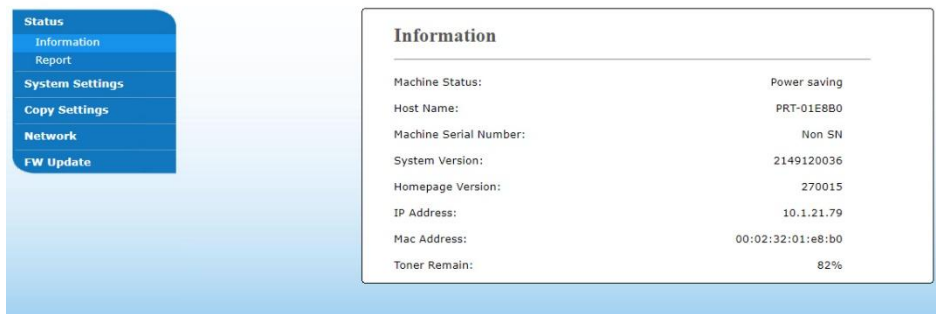 Status
Information
Report
System Settings
Copy Settings
Network
FW Update
Information
Machine Status: Power saving
Host Name: PRT-01E8B0
Machine Serial Number: Non SN
System Version: 2149120036
Homepage Version: 270015
IP Address: 10.1.21.79
Mac Address: 00:02:32:01:e8:b0
Toner Remain: 82%